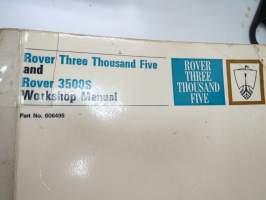 Rover Three Thousand Five
and
Rover 3500S
Workshop Manual
Part No. 606495
ROVER
THREE
THOUSAND
FIVE